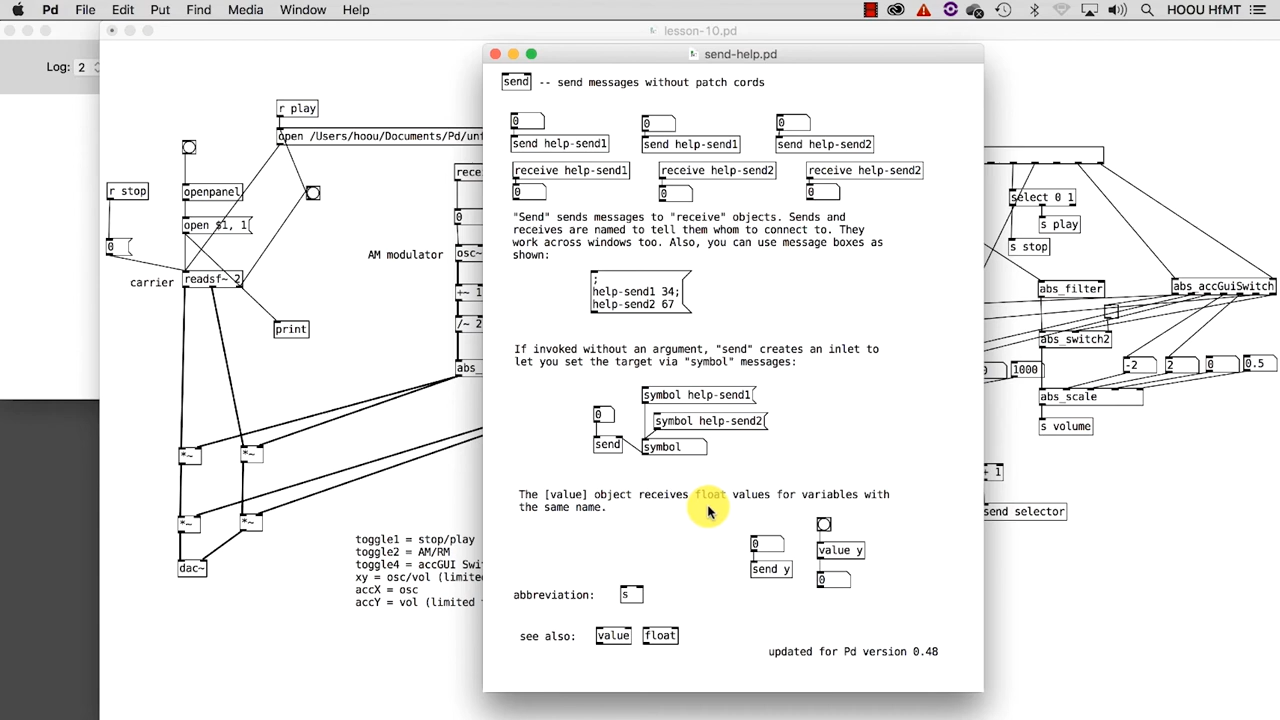 Pd File Edit Put Find Media Window Help HOOU HfMT
lesson-10.pd
send-help.pd
Log: 2
send -- send messages without patch cords
0 0 0
send help-send1 send help-send1 send help-send2
receive help-send1 receive help-send2 receive help-send2
0 0 0
"Send" sends messages to "receive" objects. Sends and
receives are named to tell them whom to connect to. They
work across windows too. Also, you can use message boxes as
shown:
;
help-send1 34;
help-send2 67
If invoked without an argument, "send" creates an inlet to
let you set the target via "symbol" messages:
symbol help-send1
0
symbol help-send2
send
symbol
The [value] object receives float values for variables with
the same name.
0
value y
send y
0
abbreviation: s
see also: value float
updated for Pd version 0.48
r play
open /Users/hoou/Documents/Pd/
r stop
openpanel
0
open $1, 1
carrier
readsf~ 2
print
AM modulator
0
osc~
+~ 1
/~ 2
abs_
*~ *~
*~ *~
dac~
toggle1 = stop/play
toggle2 = AM/RM
toggle4 = accGUI
xy = osc/vol
accX = osc
accY = vol
select 0 1
s play
s stop
abs_filter
abs_accGuiSwitch
abs_switch2
1000 -2 2 0 0.5
abs_scale
s volume
+ 1
send selector